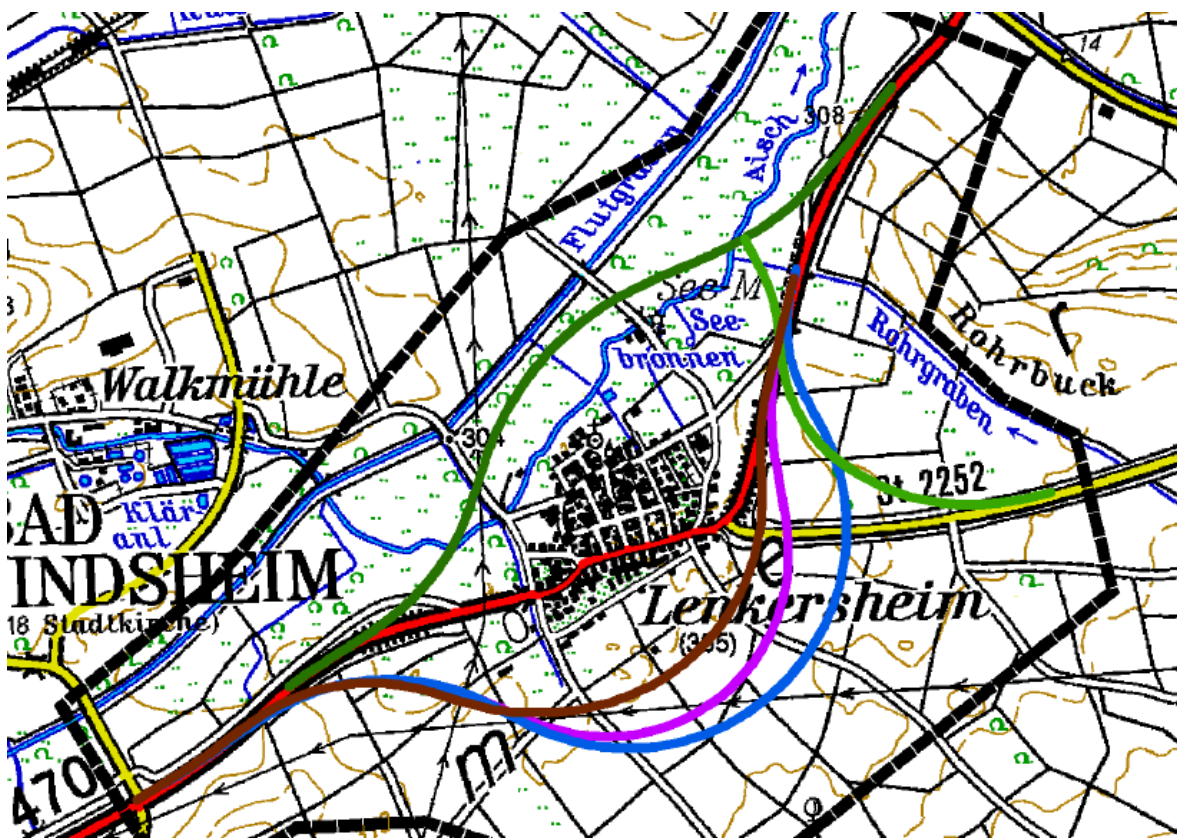 14
308
Aisch
Flutgraben
See M
See-
bronnen
Rohrbuck
r
Rohrgraben
Walkmühle
304
St 2252
BAD
Klär-
anl.
INDSHEIM
18 Stadtkirche)
e
Lenkersheim
(305)
m
470